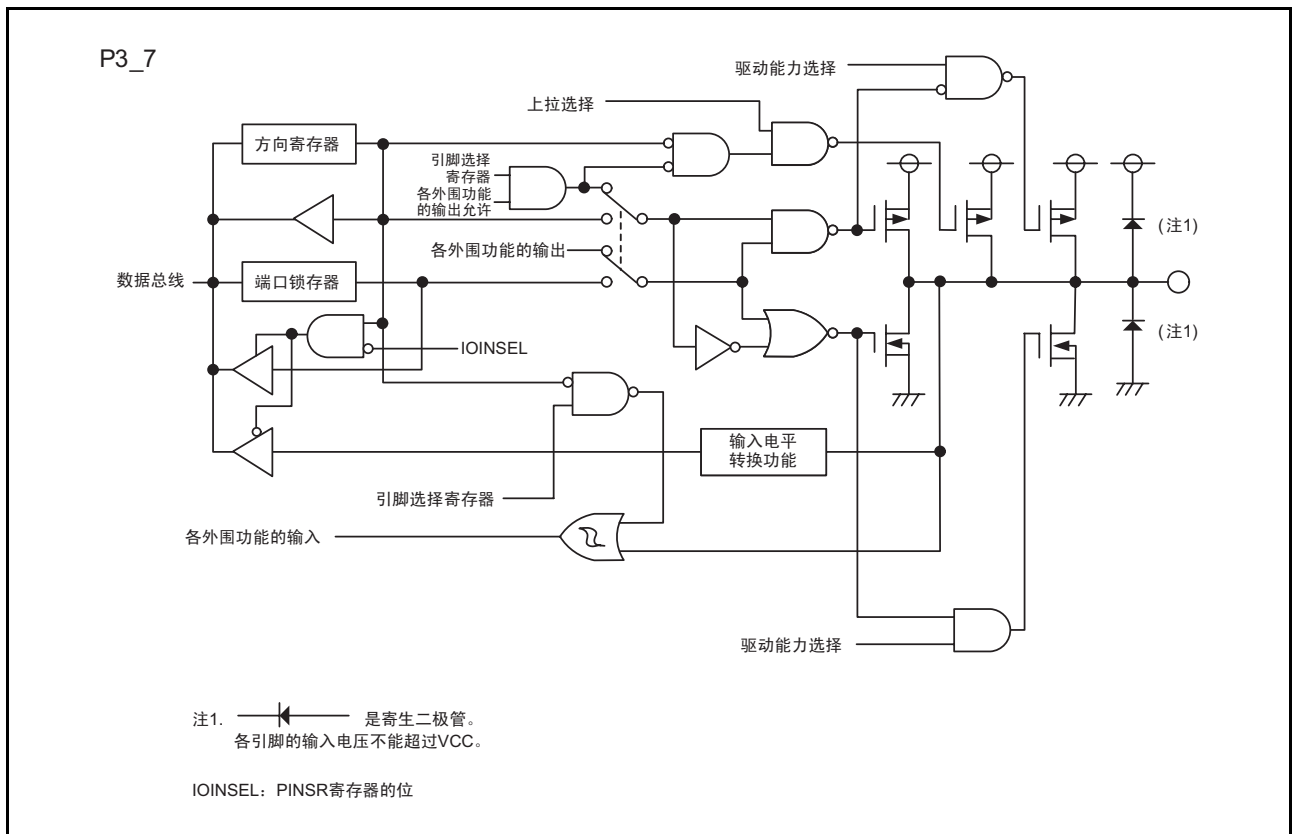 P3_7
驱动能力选择
上拉选择
方向寄存器
引脚选择
寄存器
各外围功能
的输出允许
(注1)
各外围功能的输出
数据总线
端口锁存器
(注1)
IOINSEL
输入电平
转换功能
引脚选择寄存器
各外围功能的输入
驱动能力选择
注1. 是寄生二极管。
各引脚的输入电压不能超过VCC。
IOINSEL：PINSR寄存器的位